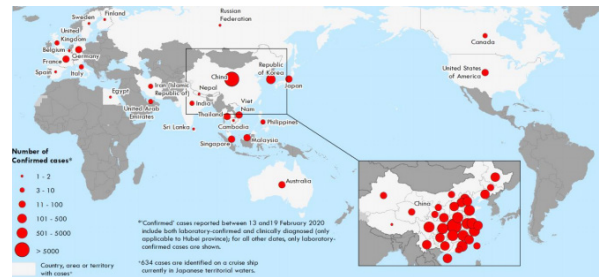 Russian
Federation
Sweden
Finland
United
Kingdom
Belgium
Germany
France
Spain
Italy
Canada
United States
of America
China
Republic
of Korea
Japan
Iran (Islamic
Republic of)
Nepal
Egypt
India
Viet
Nam
United Arab
Emirates
Thailand
Philippines
Sri Lanka
Cambodia
Malaysia
Singapore
Australia
China
Number of
Confirmed cases*
1 - 2
3 - 10
11 - 100
101 - 500
501 - 5000
> 5000
Country, area or territory
with cases*
*'Confirmed' cases reported between 13 and19 February 2020
include both laboratory-confirmed and clinically diagnosed (only
applicable to Hubei province); for all other dates, only laboratory-
confirmed cases are shown.
*634 cases are identified on a cruise ship
currently in Japanese territorial waters.